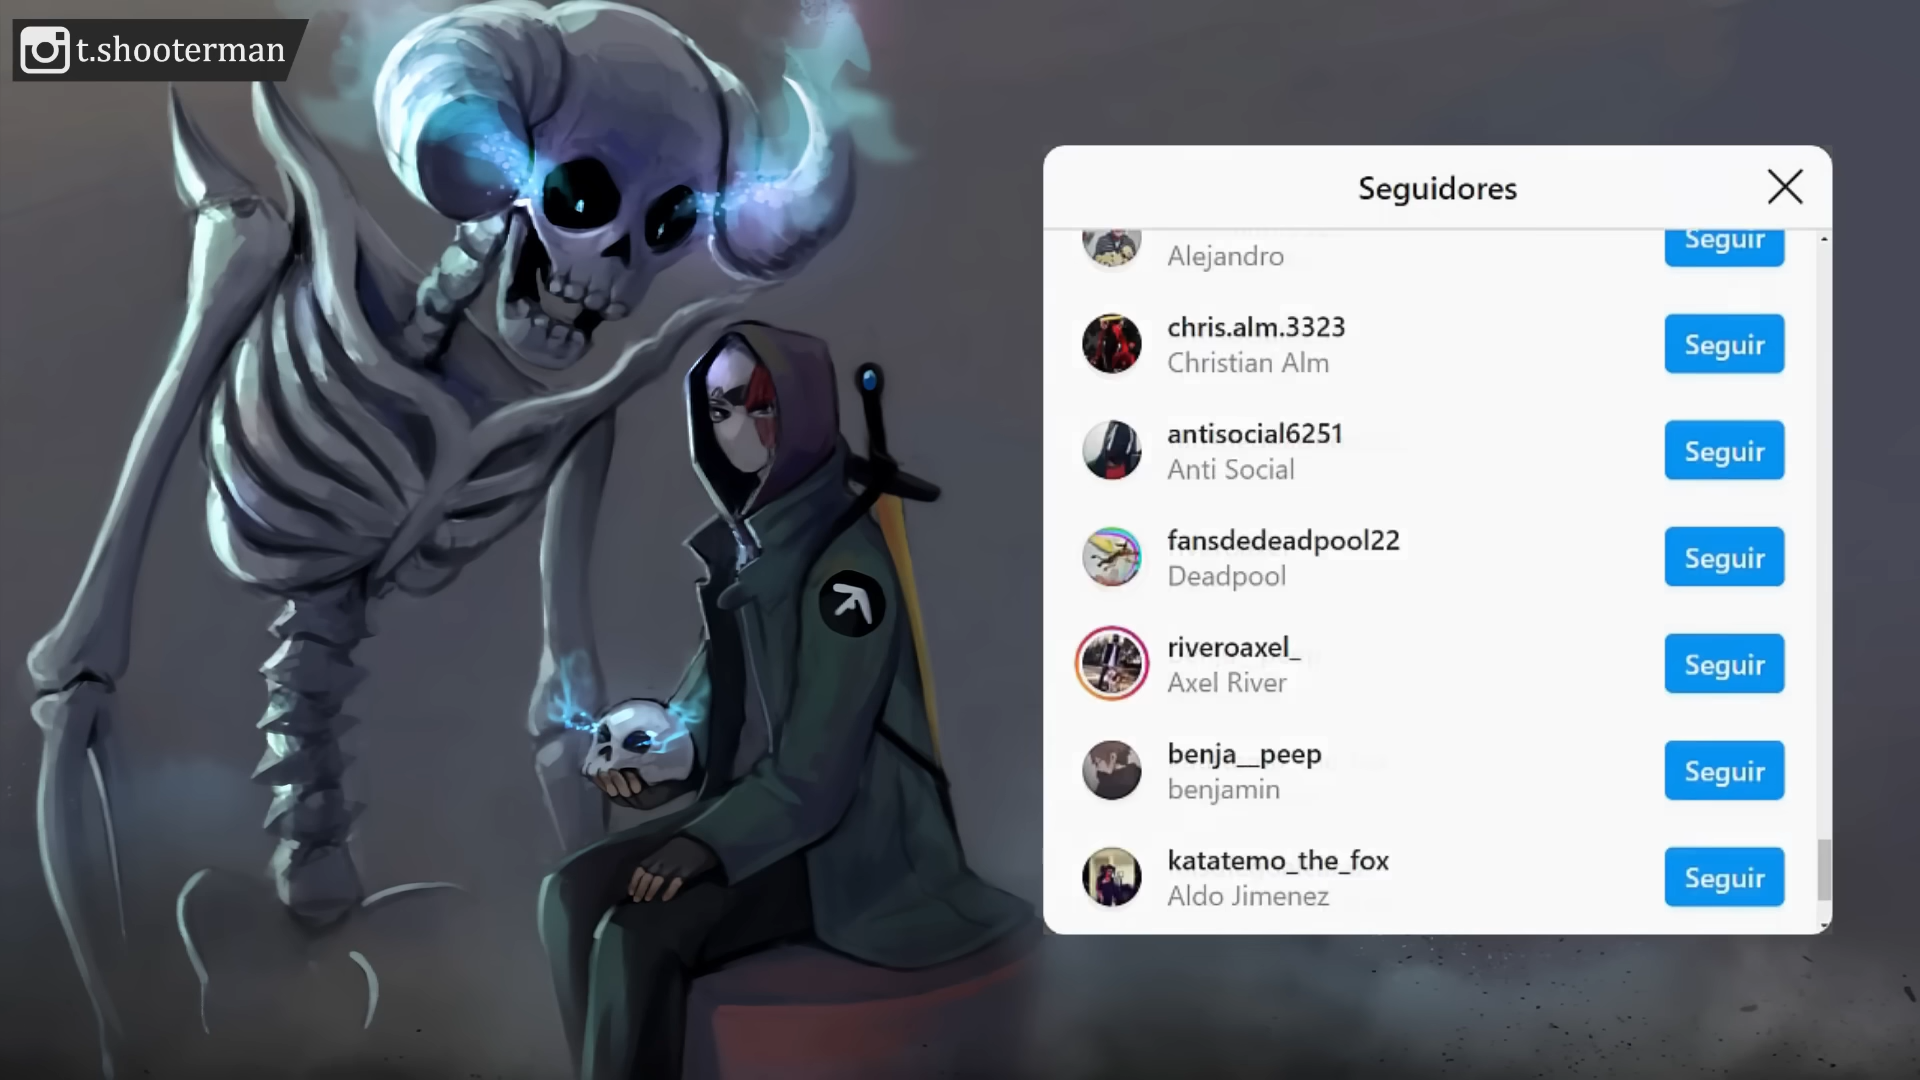 t.shooterman
Seguidores
Alejandro
Seguir
chris.alm.3323
Christian Alm
Seguir
antisocial6251
Anti Social
Seguir
fansdedeadpool22
Deadpool
Seguir
riveroaxel_
Axel River
Seguir
benja__peep
benjamin
Seguir
katatemo_the_fox
Aldo Jimenez
Seguir